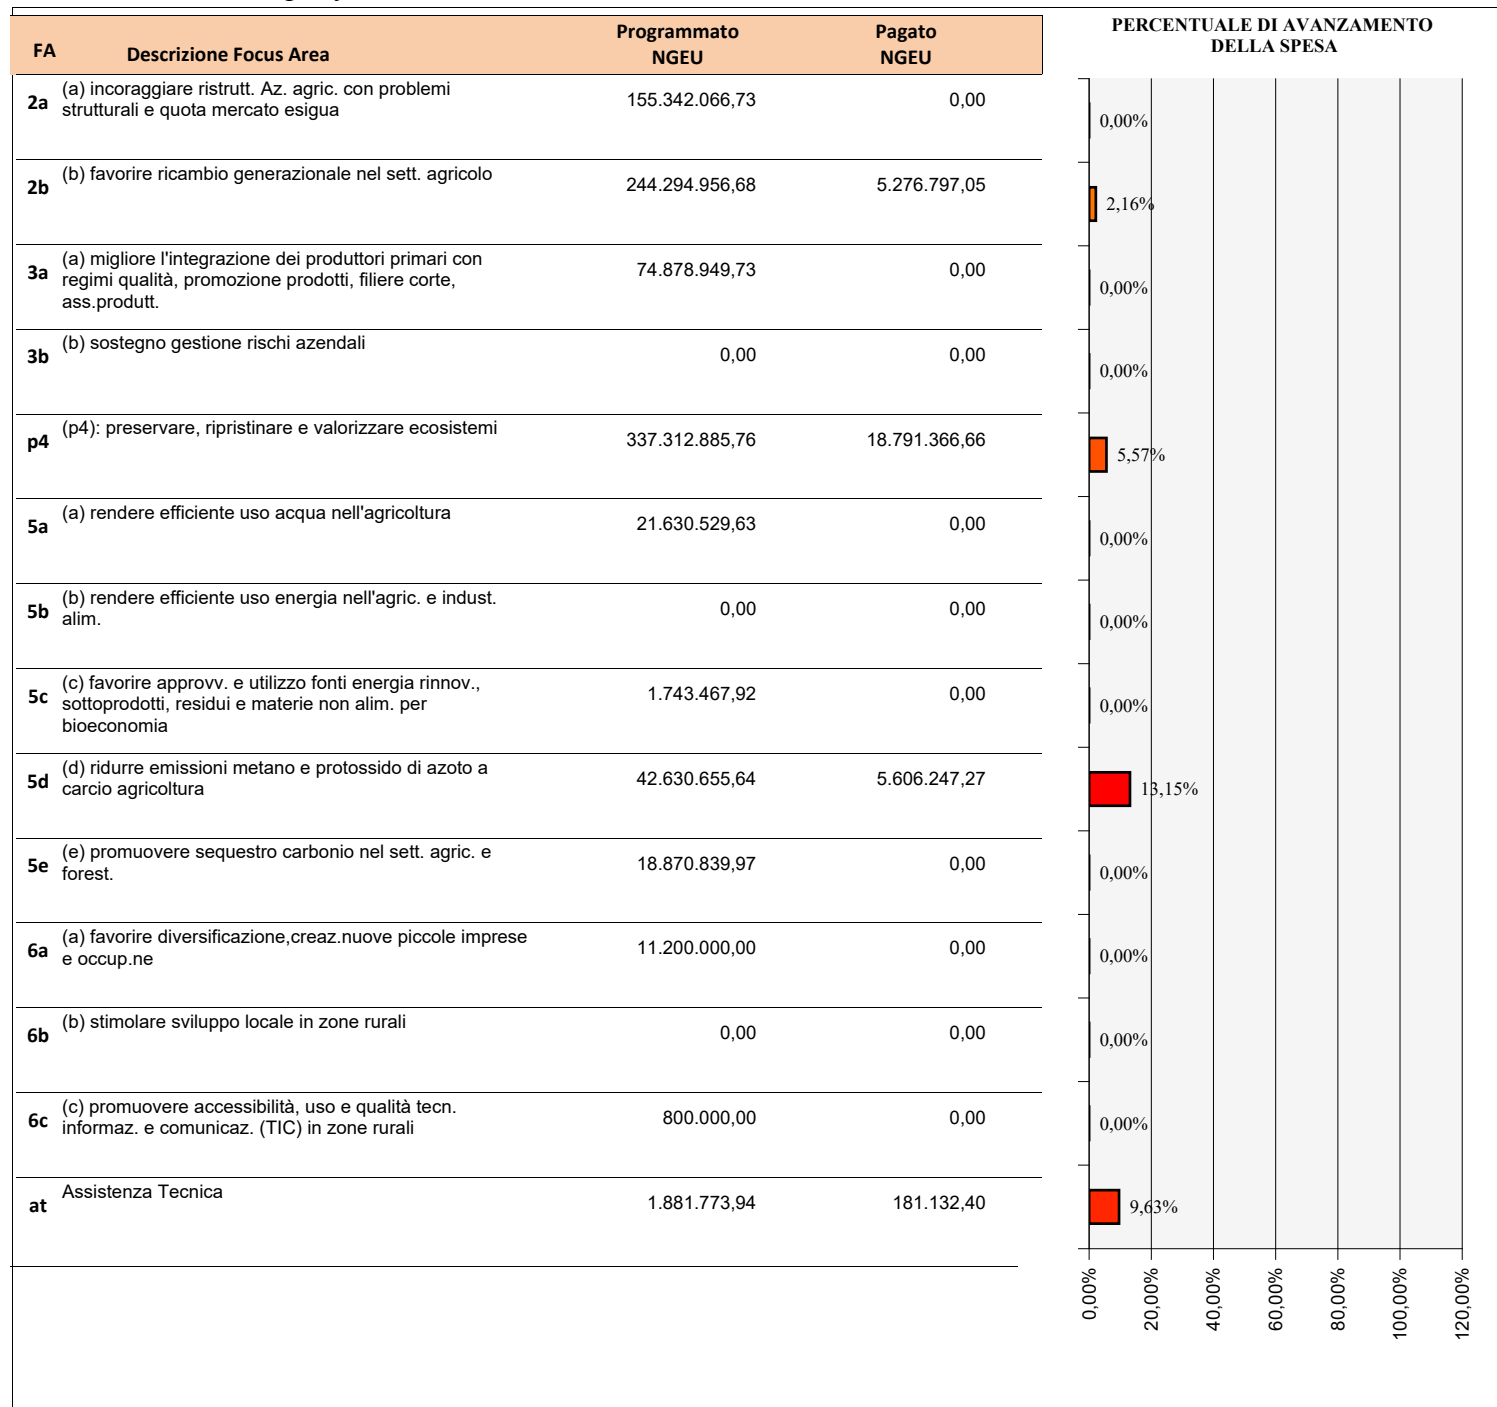 FA Descrizione Focus Area Programmato NGEU Pagato NGEU
PERCENTUALE DI AVANZAMENTO
DELLA SPESA
2a (a) incoraggiare ristrutt. Az. agric. con problemi
strutturali e quota mercato esigua 155.342.066,73 0,00 0,00%
2b (b) favorire ricambio generazionale nel sett. agricolo 244.294.956,68 5.276.797,05 2,16%
3a (a) migliore l'integrazione dei produttori primari con
regimi qualità, promozione prodotti, filiere corte,
ass.produtt. 74.878.949,73 0,00 0,00%
3b (b) sostegno gestione rischi azendali 0,00 0,00 0,00%
p4 (p4): preservare, ripristinare e valorizzare ecosistemi 337.312.885,76 18.791.366,66 5,57%
5a (a) rendere efficiente uso acqua nell'agricoltura 21.630.529,63 0,00 0,00%
5b (b) rendere efficiente uso energia nell'agric. e indust.
alim. 0,00 0,00 0,00%
5c (c) favorire approvv. e utilizzo fonti energia rinnov.,
sottoprodotti, residui e materie non alim. per
bioeconomia 1.743.467,92 0,00 0,00%
5d (d) ridurre emissioni metano e protossido di azoto a
carcio agricoltura 42.630.655,64 5.606.247,27 13,15%
5e (e) promuovere sequestro carbonio nel sett. agric. e
forest. 18.870.839,97 0,00 0,00%
6a (a) favorire diversificazione,creaz.nuove piccole imprese
e occup.ne 11.200.000,00 0,00 0,00%
6b (b) stimolare sviluppo locale in zone rurali 0,00 0,00 0,00%
6c (c) promuovere accessibilità, uso e qualità tecn.
informaz. e comunicaz. (TIC) in zone rurali 800.000,00 0,00 0,00%
at Assistenza Tecnica 1.881.773,94 181.132,40 9,63%
0,00% 20,00% 40,00% 60,00% 80,00% 100,00% 120,00%